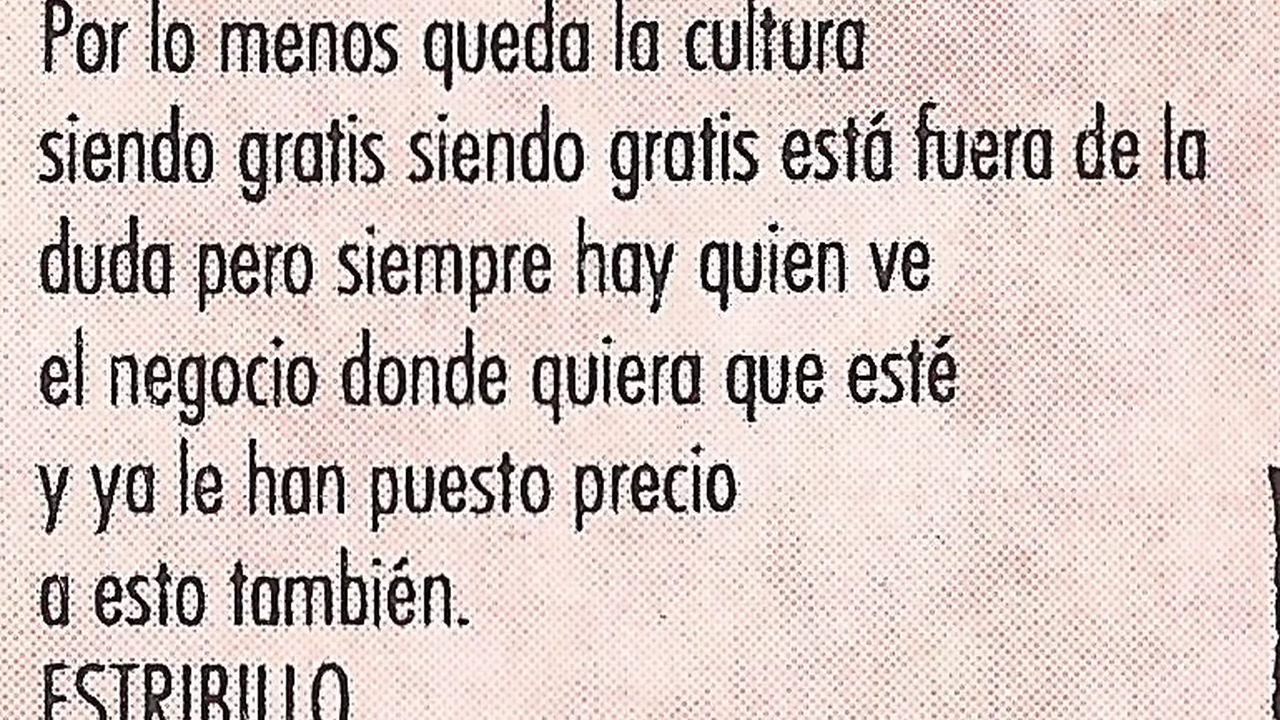 Por lo menos queda la cultura
siendo gratis siendo gratis está fuera de la
duda pero siempre hay quien ve
el negocio donde quiera que esté
y ya le han puesto precio
a esto también.
ESTRIBILLO